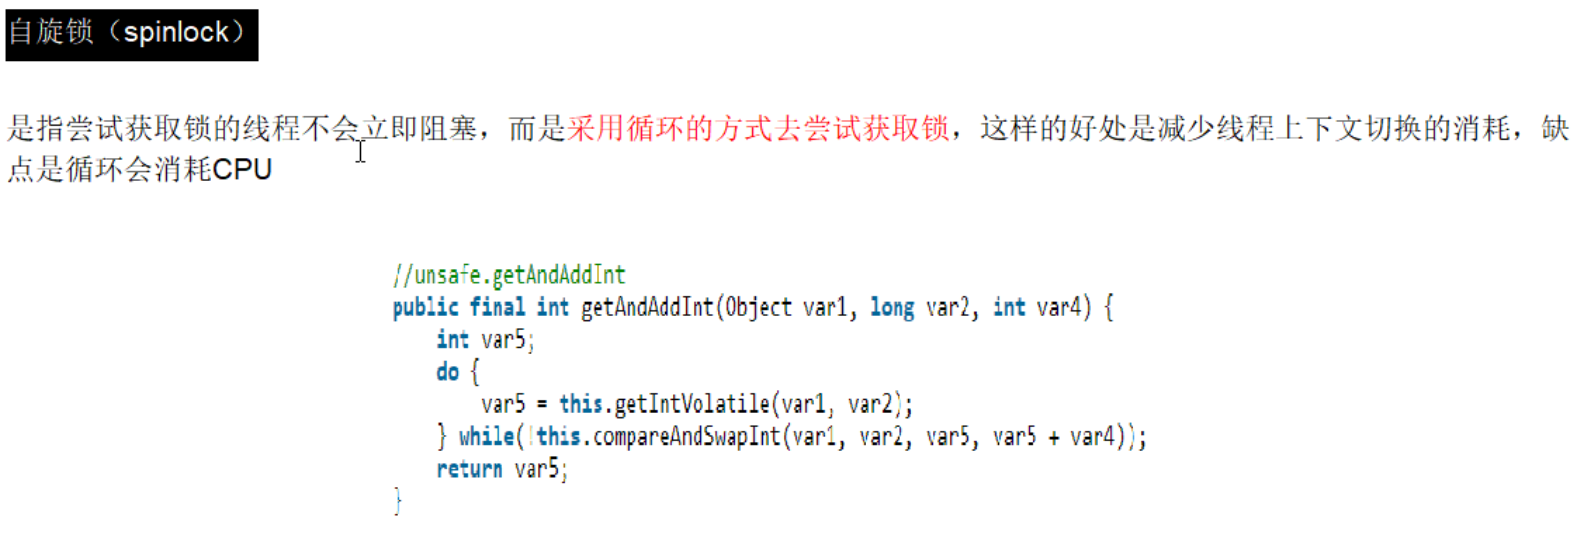 自旋锁（spinlock）
是指尝试获取锁的线程不会立即阻塞，而是采用循环的方式去尝试获取锁，这样的好处是减少线程上下文切换的消耗，缺
点是循环会消耗CPU
//unsafe.getAndAddInt
public final int getAndAddInt(Object var1, long var2, int var4) {
    int var5;
    do {
        var5 = this.getIntVolatile(var1, var2);
    } while(!this.compareAndSwapInt(var1, var2, var5, var5 + var4));
    return var5;
}